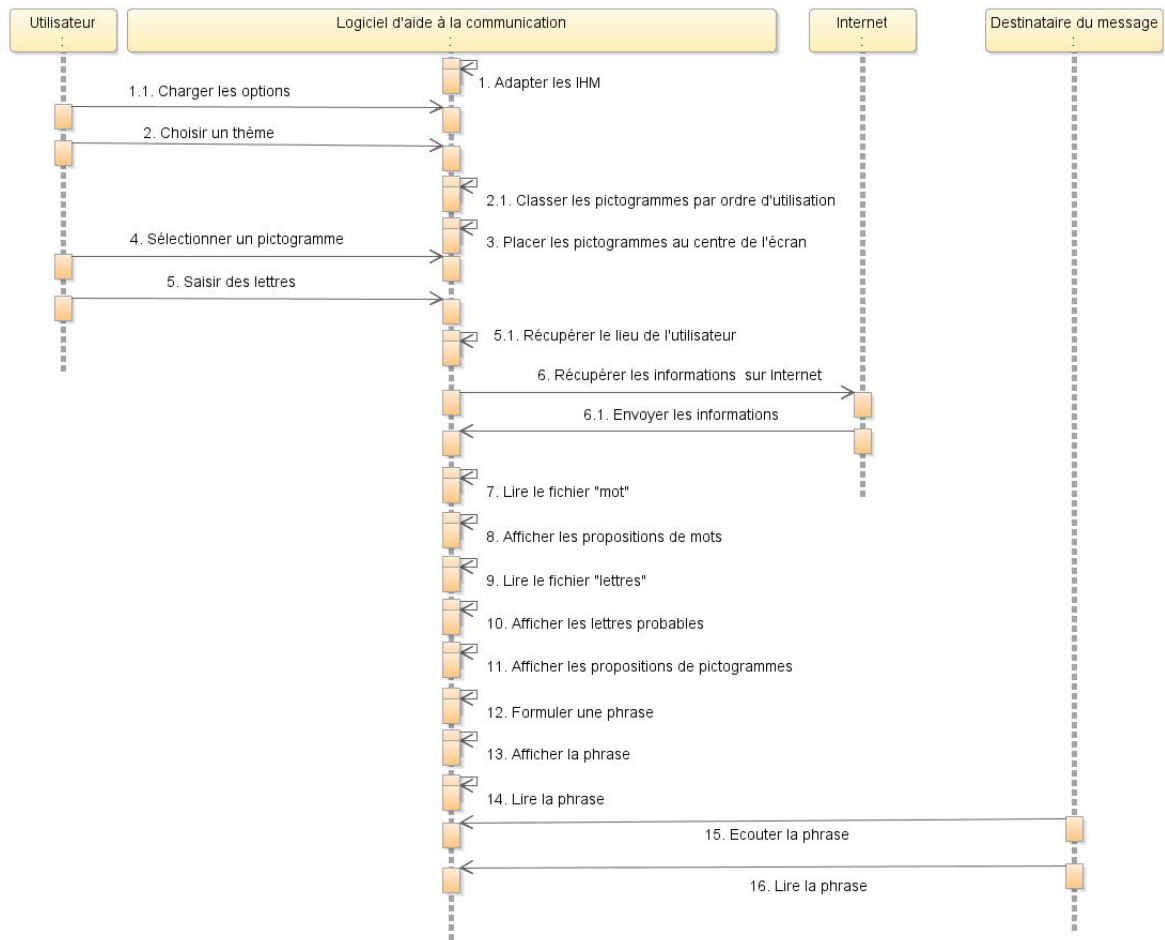 Utilisateur
:
Logiciel d'aide à la communication
:
Internet
:
Destinataire du message
:
1. Adapter les IHM
1.1. Charger les options
2. Choisir un thème
2.1. Classer les pictogrammes par ordre d'utilisation
4. Sélectionner un pictogramme
3. Placer les pictogrammes au centre de l'écran
5. Saisir des lettres
5.1. Récupérer le lieu de l'utilisateur
6. Récupérer les informations sur Internet
6.1. Envoyer les informations
7. Lire le fichier "mot"
8. Afficher les propositions de mots
9. Lire le fichier "lettres"
10. Afficher les lettres probables
11. Afficher les propositions de pictogrammes
12. Formuler une phrase
13. Afficher la phrase
14. Lire la phrase
15. Ecouter la phrase
16. Lire la phrase